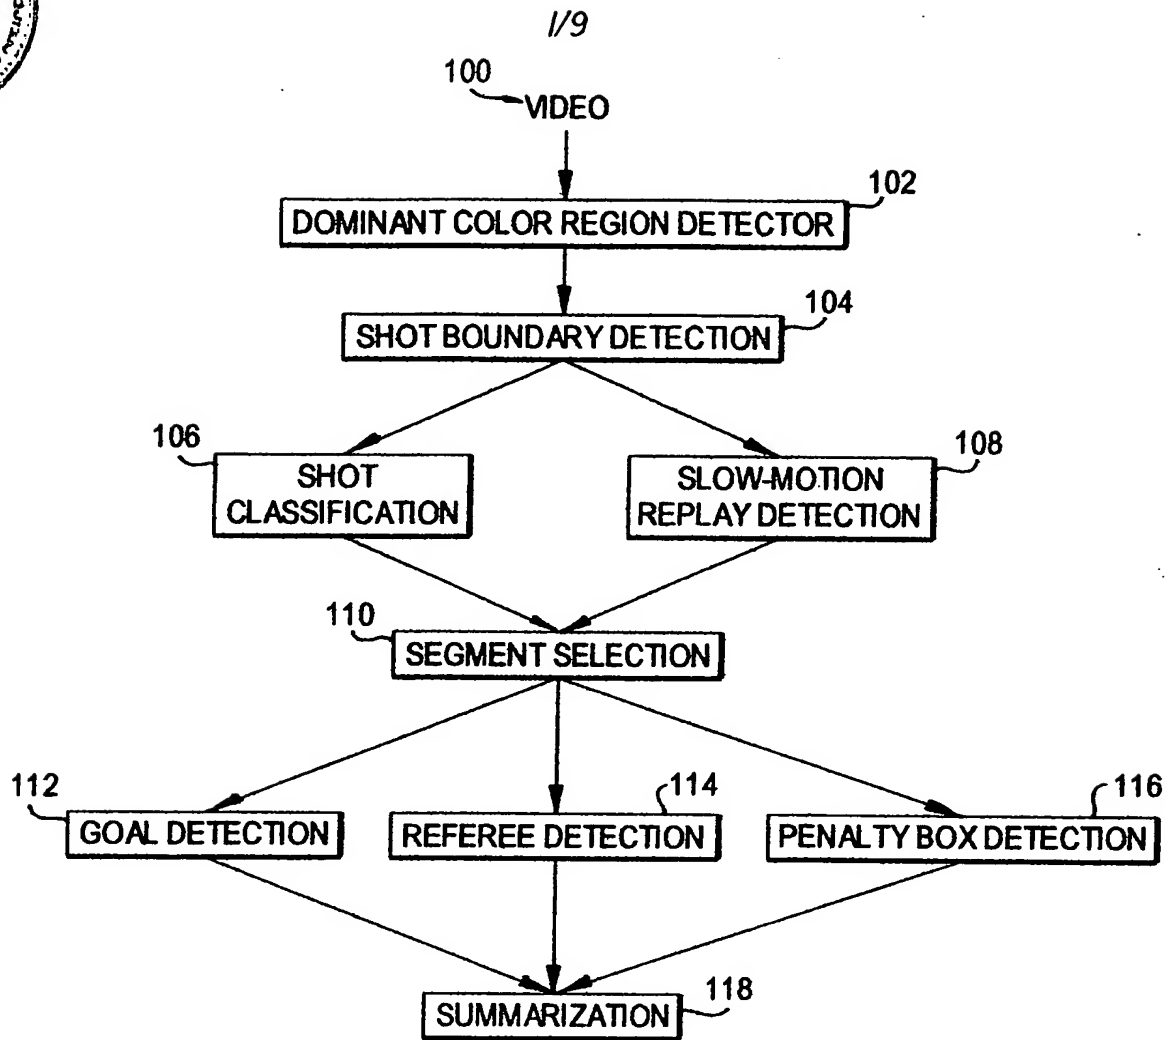 1/9
100
VIDEO
102
DOMINANT COLOR REGION DETECTOR
104
SHOT BOUNDARY DETECTION
106
SHOT
CLASSIFICATION
108
SLOW-MOTION
REPLAY DETECTION
110
SEGMENT SELECTION
112
GOAL DETECTION
114
REFEREE DETECTION
116
PENALTY BOX DETECTION
118
SUMMARIZATION